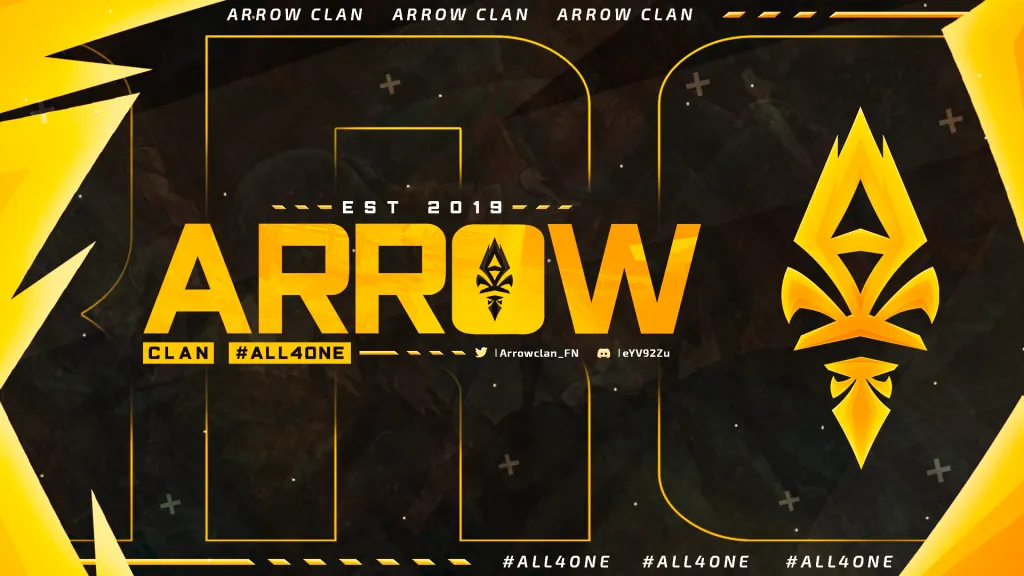 ARROW CLAN ARROW CLAN ARROW CLAN
EST 2019
ARROW
CLAN #ALL4ONE |Arrowclan_FN |eYV92Zu
#ALL4ONE #ALL4ONE #ALL4ONE